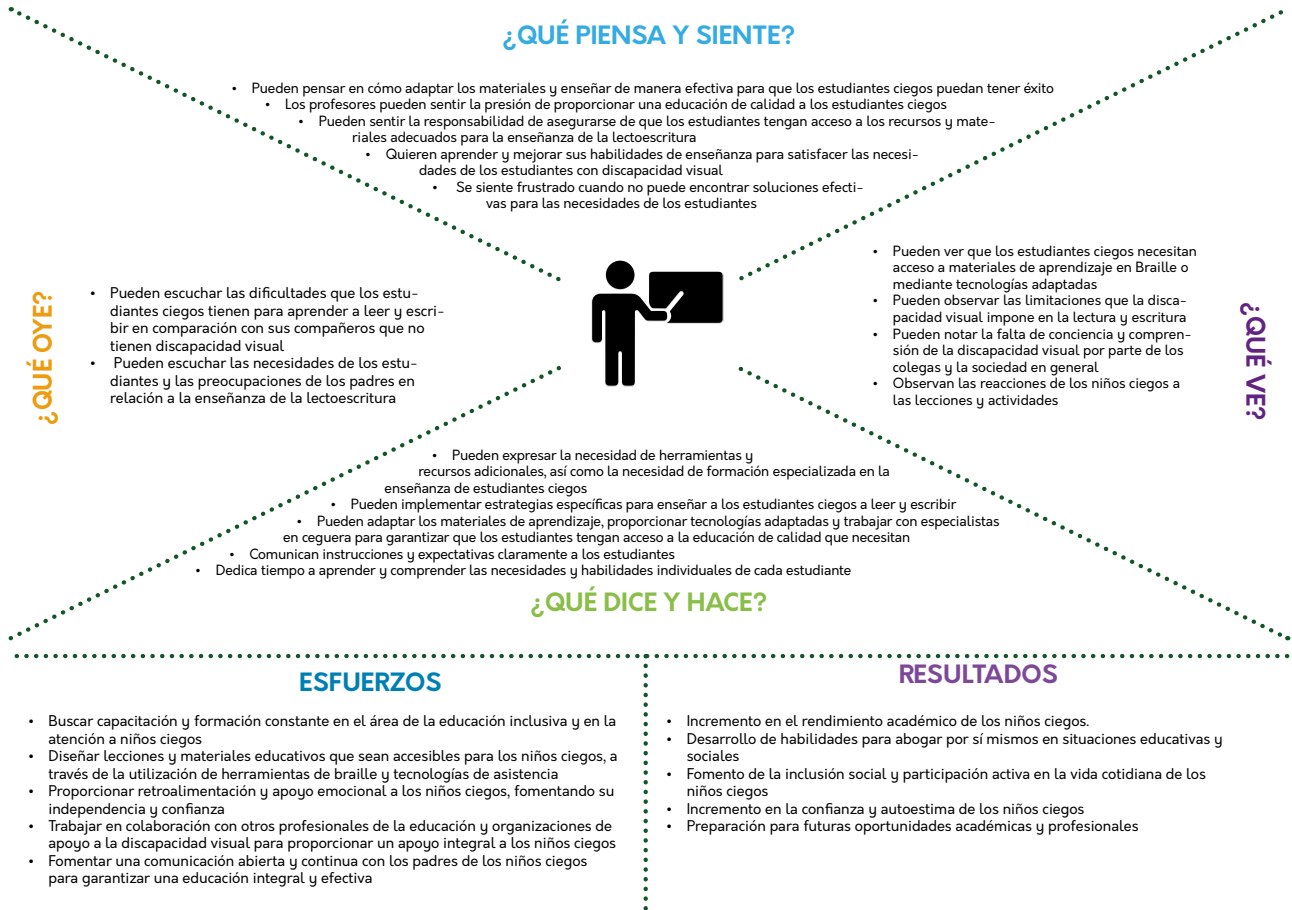 ¿QUÉ PIENSA Y SIENTE?
• Pueden pensar en cómo adaptar los materiales y enseñar de manera efectiva para que los estudiantes ciegos puedan tener éxito
• Los profesores pueden sentir la presión de proporcionar una educación de calidad a los estudiantes ciegos
• Pueden sentir la responsabilidad de asegurarse de que los estudiantes tengan acceso a los recursos y mate-
riales adecuados para la enseñanza de la lectoescritura
• Quieren aprender y mejorar sus habilidades de enseñanza para satisfacer las necesi-
dades de los estudiantes con discapacidad visual
• Se siente frustrado cuando no puede encontrar soluciones efecti-
vas para las necesidades de los estudiantes
¿QUÉ OYE?
• Pueden escuchar las dificultades que los estu-
diantes ciegos tienen para aprender a leer y escri-
bir en comparación con sus compañeros que no
tienen discapacidad visual
• Pueden escuchar las necesidades de los estu-
diantes y las preocupaciones de los padres en
relación a la enseñanza de la lectoescritura
• Pueden ver que los estudiantes ciegos necesitan
acceso a materiales de aprendizaje en Braille o
mediante tecnologías adaptadas
• Pueden observar las limitaciones que la disca-
pacidad visual impone en la lectura y escritura
• Pueden notar la falta de conciencia y compren-
sión de la discapacidad visual por parte de los
colegas y la sociedad en general
• Observan las reacciones de los niños ciegos a
las lecciones y actividades
¿QUÉ VE?
• Pueden expresar la necesidad de herramientas y
recursos adicionales, así como la necesidad de formación especializada en la
enseñanza de estudiantes ciegos
• Pueden implementar estrategias específicas para enseñar a los estudiantes ciegos a leer y escribir
• Pueden adaptar los materiales de aprendizaje, proporcionar tecnologías adaptadas y trabajar con especialistas
en ceguera para garantizar que los estudiantes tengan acceso a la educación de calidad que necesitan
• Comunican instrucciones y expectativas claramente a los estudiantes
• Dedica tiempo a aprender y comprender las necesidades y habilidades individuales de cada estudiante
¿QUÉ DICE Y HACE?
ESFUERZOS
• Buscar capacitación y formación constante en el área de la educación inclusiva y en la
atención a niños ciegos
• Diseñar lecciones y materiales educativos que sean accesibles para los niños ciegos, a
través de la utilización de herramientas de braille y tecnologías de asistencia
• Proporcionar retroalimentación y apoyo emocional a los niños ciegos, fomentando su
independencia y confianza
• Trabajar en colaboración con otros profesionales de la educación y organizaciones de
apoyo a la discapacidad visual para proporcionar un apoyo integral a los niños ciegos
• Fomentar una comunicación abierta y continua con los padres de los niños ciegos
para garantizar una educación integral y efectiva
RESULTADOS
• Incremento en el rendimiento académico de los niños ciegos.
• Desarrollo de habilidades para abogar por sí mismos en situaciones educativas y
sociales
• Fomento de la inclusión social y participación activa en la vida cotidiana de los
niños ciegos
• Incremento en la confianza y autoestima de los niños ciegos
• Preparación para futuras oportunidades académicas y profesionales